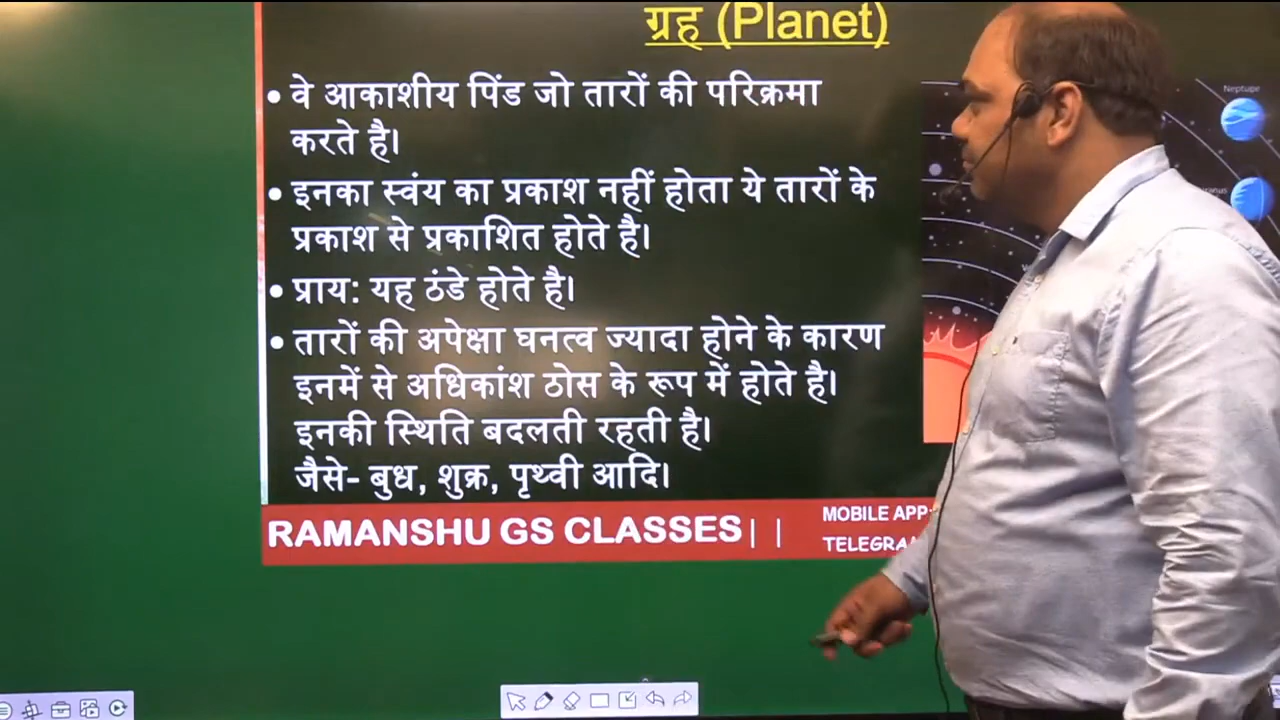 ग्रह (Planet)
• वे आकाशीय पिंड जो तारों की परिक्रमा
करते है।
• इनका स्वंय का प्रकाश नहीं होता ये तारों के
प्रकाश से प्रकाशित होते है।
• प्राय: यह ठंडे होते है।
• तारों की अपेक्षा घनत्व ज्यादा होने के कारण
इनमें से अधिकांश ठोस के रूप में होते है।
इनकी स्थिति बदलती रहती है।
जैसे- बुध, शुक्र, पृथ्वी आदि।
Neptune
RAMANSHU GS CLASSES| |
MOBILE APP: